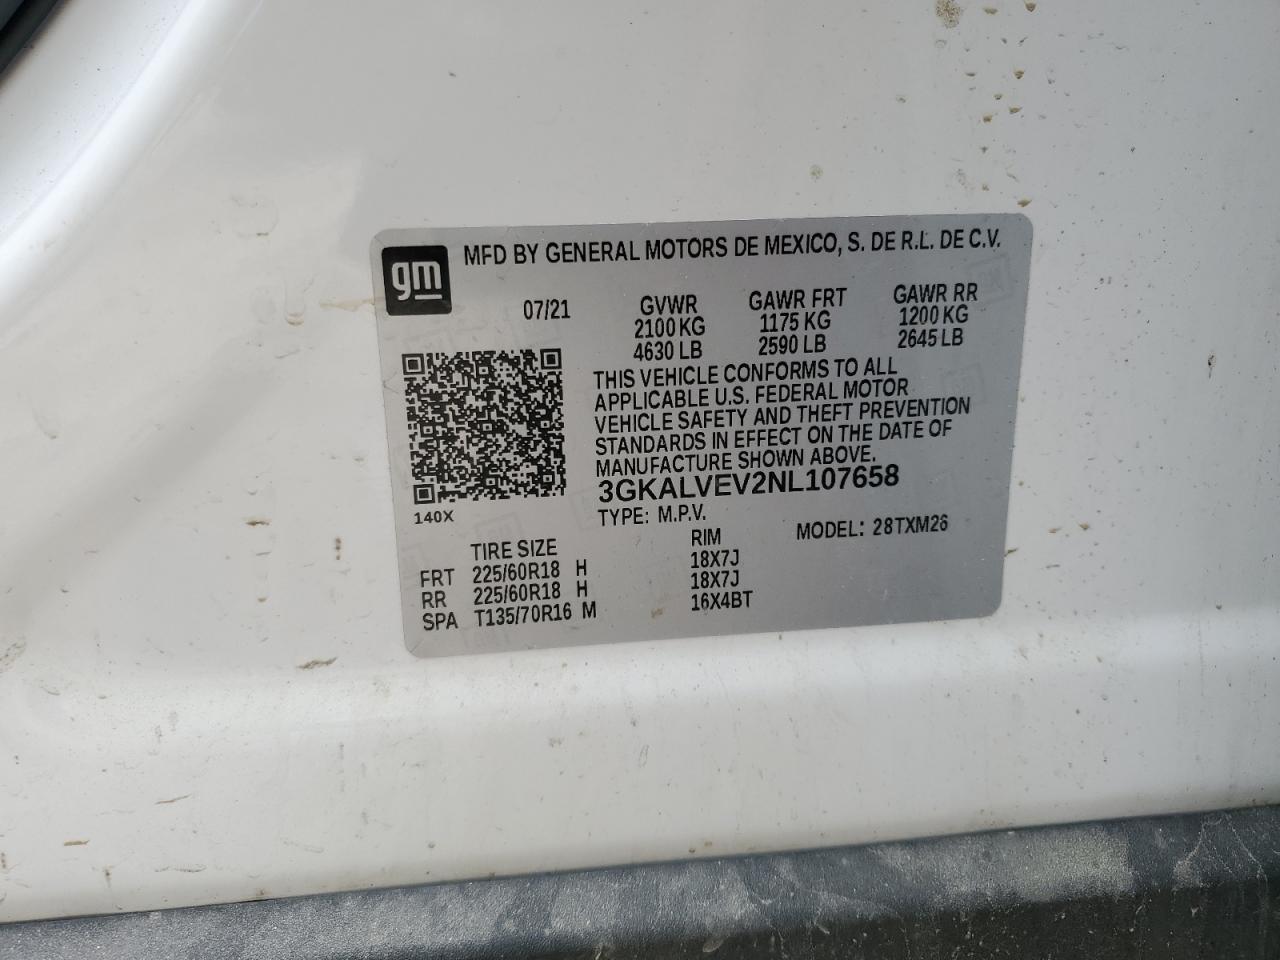 gm
MFD BY GENERAL MOTORS DE MEXICO, S. DE R.L. DE C.V.
07/21 GVWR GAWR FRT GAWR RR
2100 KG 1175 KG 1200 KG
4630 LB 2590 LB 2645 LB
THIS VEHICLE CONFORMS TO ALL
APPLICABLE U.S. FEDERAL MOTOR
VEHICLE SAFETY AND THEFT PREVENTION
STANDARDS IN EFFECT ON THE DATE OF
MANUFACTURE SHOWN ABOVE.
3GKALVEV2NL107658
140X
TYPE: M.P.V. MODEL: 28TXM26
TIRE SIZE RIM
FRT 225/60R18 H 18X7J
RR 225/60R18 H 18X7J
SPA T135/70R16 M 16X4BT